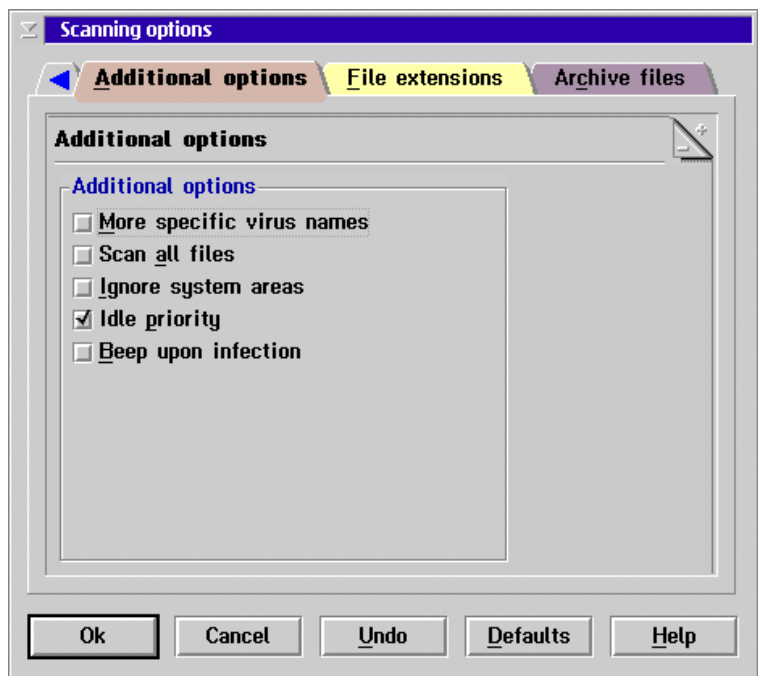 Scanning options
Additional options File extensions Archive files
Additional options
Additional options
More specific virus names
Scan all files
Ignore system areas
Idle priority
Beep upon infection
Ok Cancel Undo Defaults Help